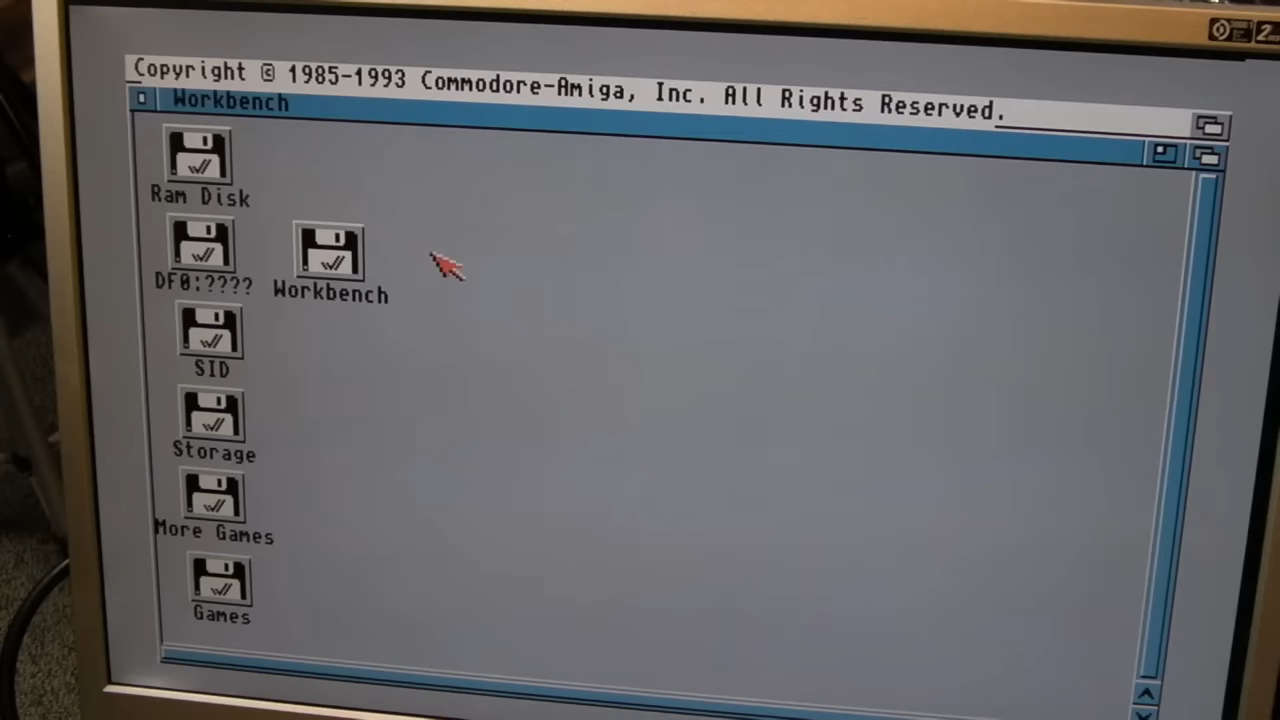 Copyright © 1985-1993 Commodore-Amiga, Inc. All Rights Reserved.
Workbench
Ram Disk
DF0:????
Workbench
SID
Storage
More Games
Games